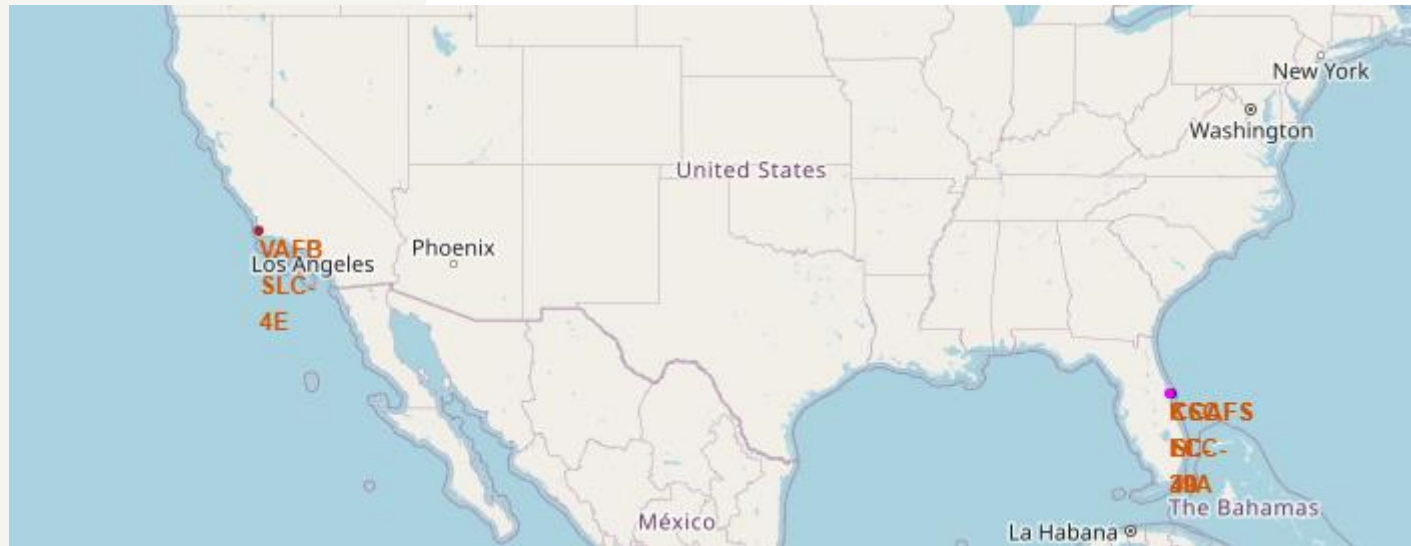 New York
Washington
United States
VAFB
Los Angeles
Phoenix
SLC-
4E
The Bahamas
México
La Habana